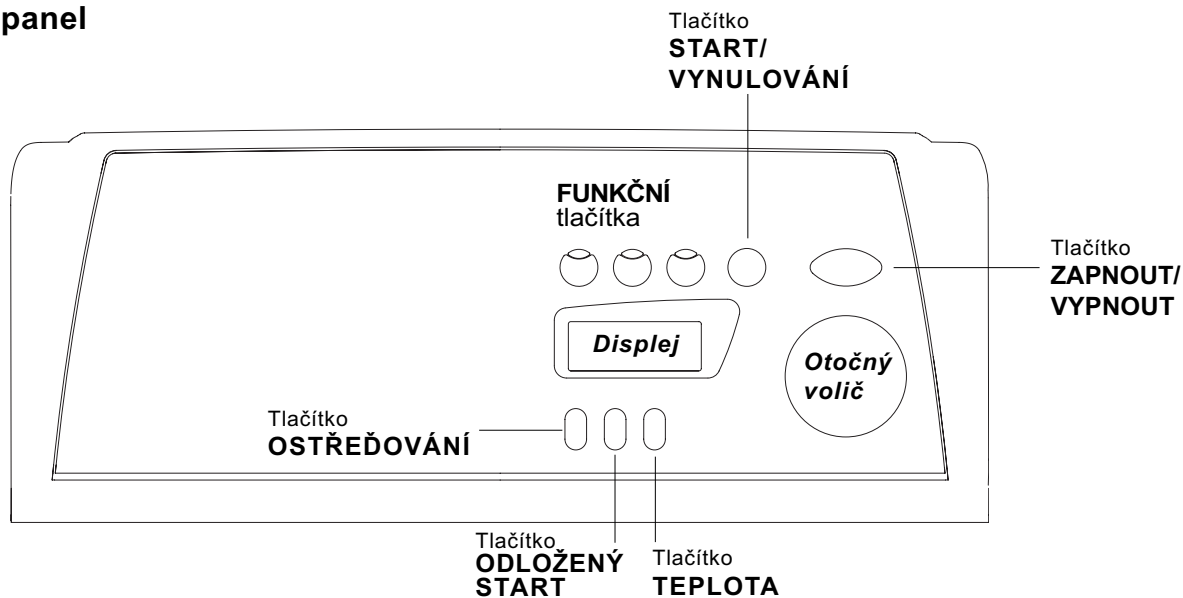 panel
Tlačítko
START/
VYNULOVÁNÍ
FUNKČNÍ
tlačítka
Tlačítko
ZAPNOUT/
VYPNOUT
Displej
Otočný
volič
Tlačítko
OSTŘEĎOVÁNÍ
Tlačítko
ODLOŽENÝ
START
Tlačítko
TEPLOTA